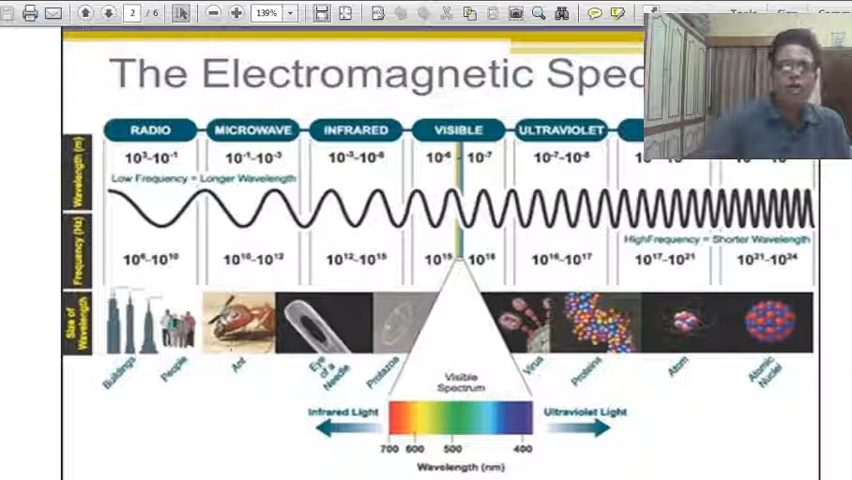 2 / 6
139%
The Electromagnetic Spec
RADIO MICROWAVE INFRARED VISIBLE ULTRAVIOLET
Wavelength (m)
10³-10⁻¹ 10⁻¹-10⁻³ 10⁻³-10⁻⁶ 10⁻⁶ 10⁻⁷ 10⁻⁷-10⁻⁸
Low Frequency = Longer Wavelength
HighFrequency = Shorter Wavelength
Frequency (Hz)
10⁶-10¹⁰ 10¹⁰-10¹² 10¹²-10¹⁵ 10¹⁵ 10¹⁶ 10¹⁶-10¹⁷ 10¹⁷-10²¹ 10²¹-10²⁴
Size of
Wavelength
Buildings
People
Ant
Eye
of a
Needle
Protozoa
Virus
Proteins
Atom
Atomic
Nuclei
Visible
Spectrum
Infrared Light Ultraviolet Light
700 600 500 400
Wavelength (nm)